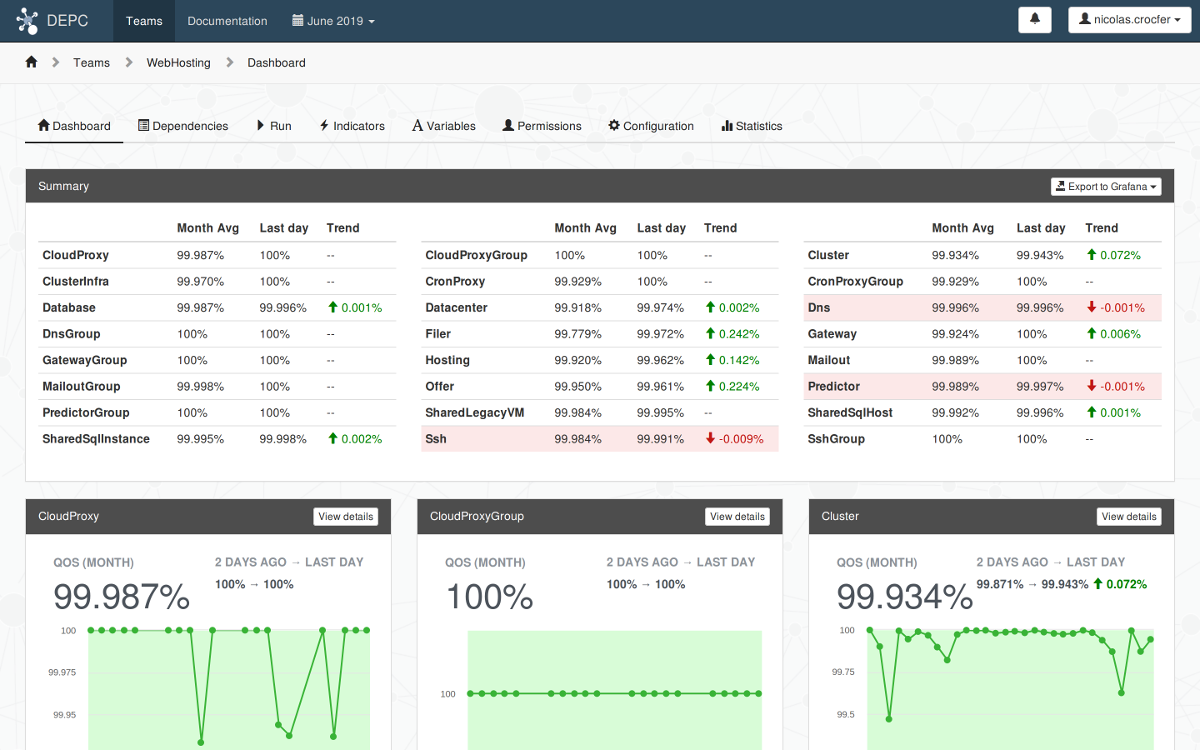 DEPC Teams Documentation June 2019 nicolas.crocfer
Teams WebHosting Dashboard
Dashboard Dependencies Run Indicators Variables Permissions Configuration Statistics
Summary Export to Grafana
Month Avg Last day Trend Month Avg Last day Trend Month Avg Last day Trend
CloudProxy 99.987% 100% -- CloudProxyGroup 100% 100% -- Cluster 99.934% 99.943% 0.072%
ClusterInfra 99.970% 100% -- CronProxy 99.929% 100% -- CronProxyGroup 99.929% 100% --
Database 99.987% 99.996% 0.001% Datacenter 99.918% 99.974% 0.002% Dns 99.996% 99.996% -0.001%
DnsGroup 100% 100% -- Filer 99.779% 99.972% 0.242% Gateway 99.924% 100% 0.006%
GatewayGroup 100% 100% -- Hosting 99.920% 99.962% 0.142% Mailout 99.989% 100% --
MailoutGroup 99.998% 100% -- Offer 99.950% 99.961% 0.224% Predictor 99.989% 99.997% -0.001%
PredictorGroup 100% 100% -- SharedLegacyVM 99.984% 99.995% -- SharedSqlHost 99.992% 99.996% 0.001%
SharedSqlInstance 99.995% 99.998% 0.002% Ssh 99.984% 99.991% -0.009% SshGroup 100% 100% --
CloudProxy View details CloudProxyGroup View details Cluster View details
QOS (MONTH) 2 DAYS AGO → LAST DAY QOS (MONTH) 2 DAYS AGO → LAST DAY QOS (MONTH) 2 DAYS AGO → LAST DAY
99.987% 100% → 100% 100% 100% → 100% 99.934% 99.871% → 99.943% 0.072%
100 100
99.975 99.75
100
99.95 99.5